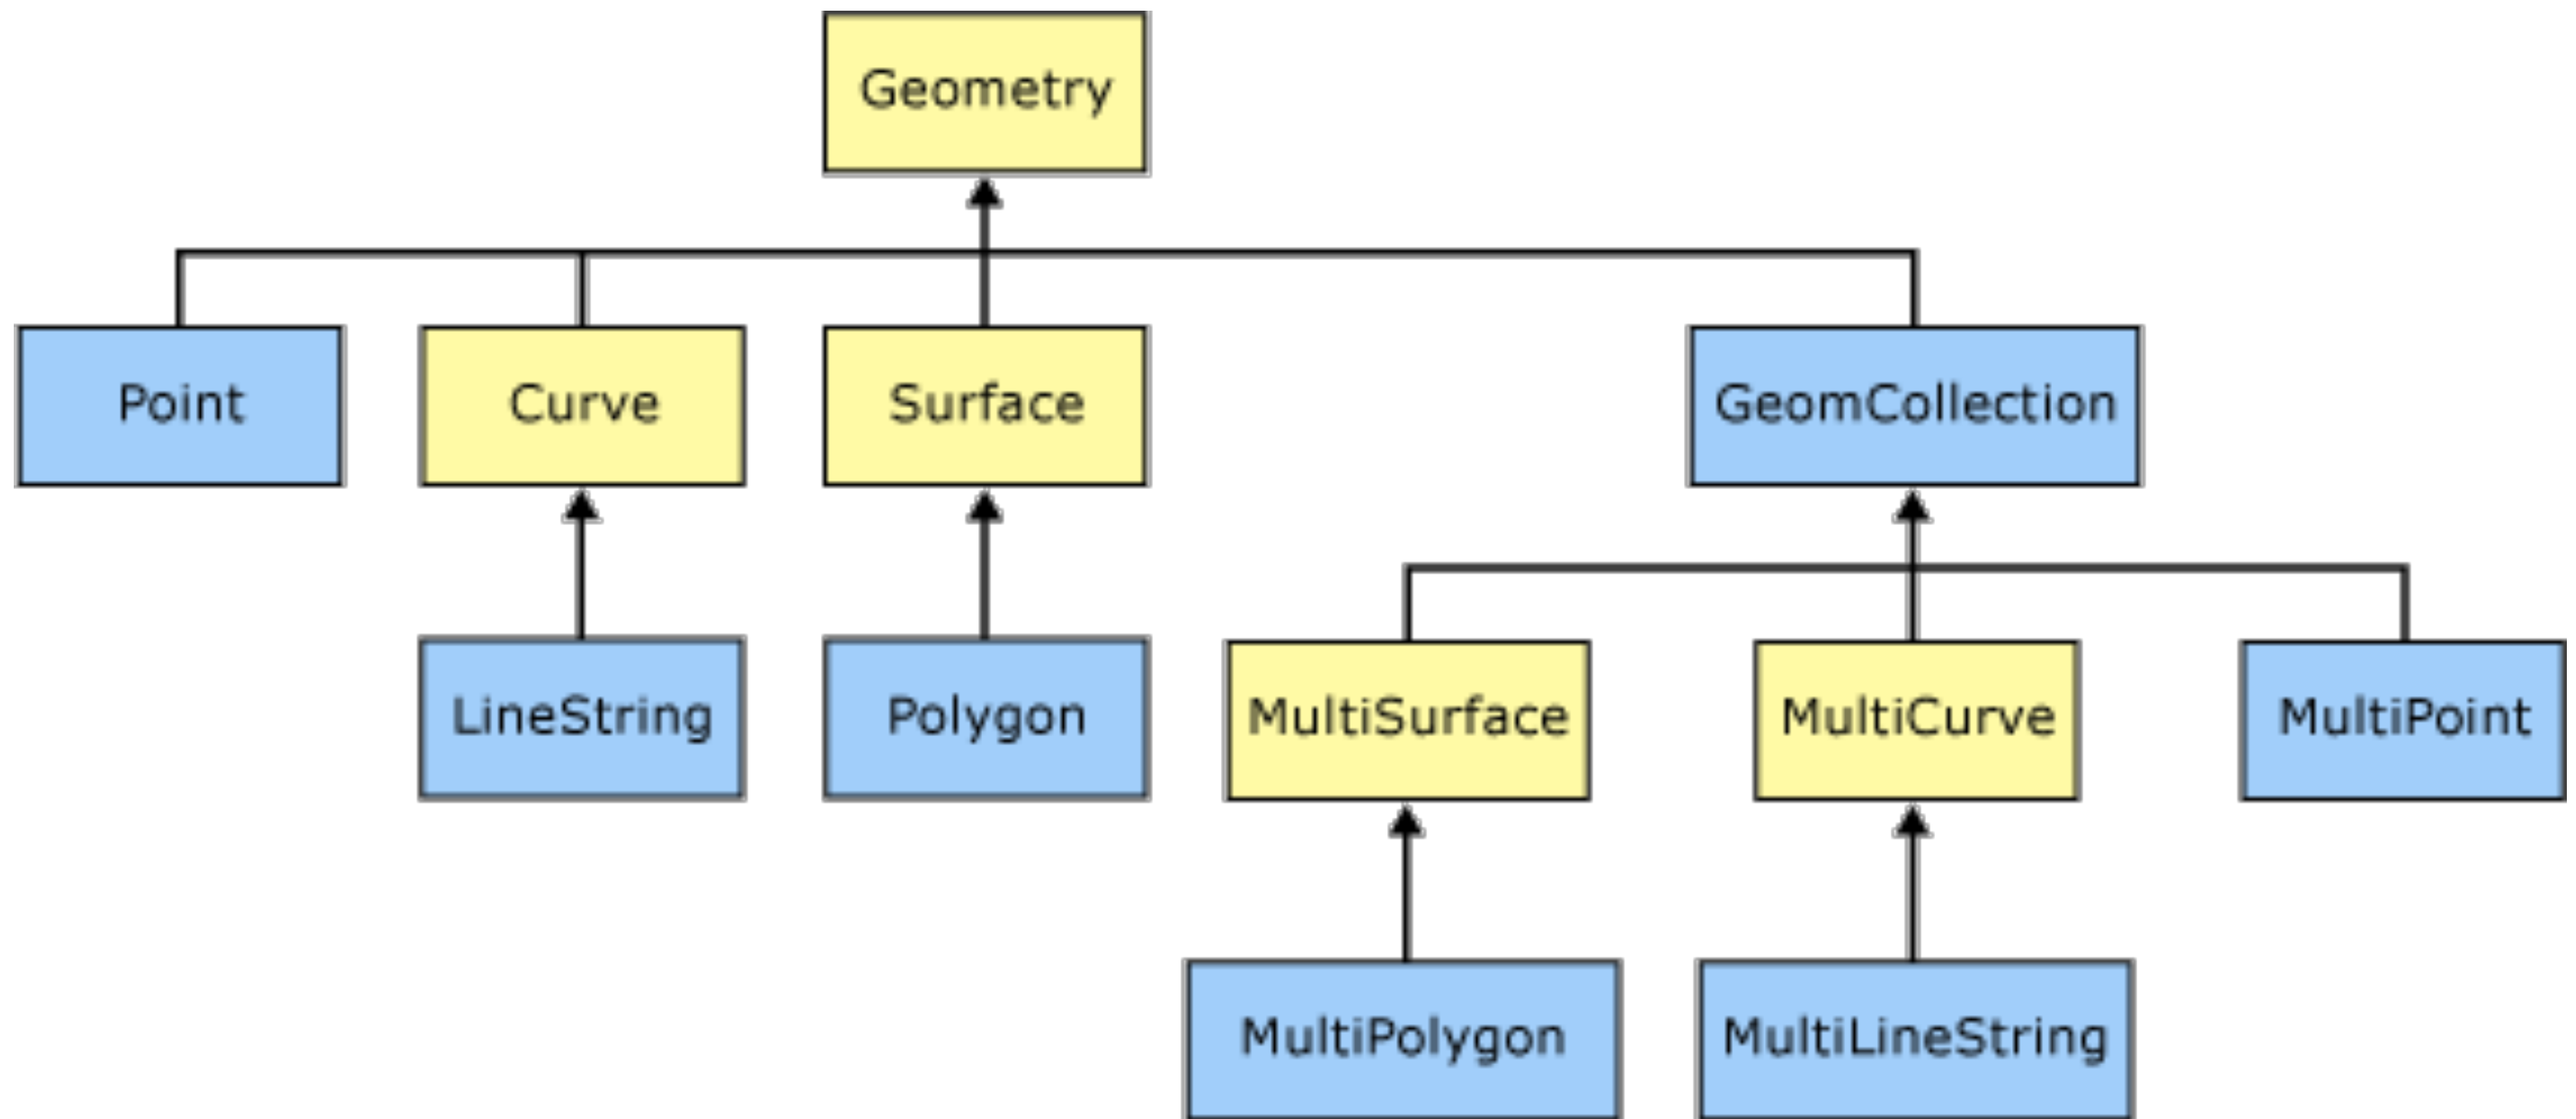 Geometry
Point
Curve
Surface
GeomCollection
LineString
Polygon
MultiSurface
MultiCurve
MultiPoint
MultiPolygon
MultiLineString